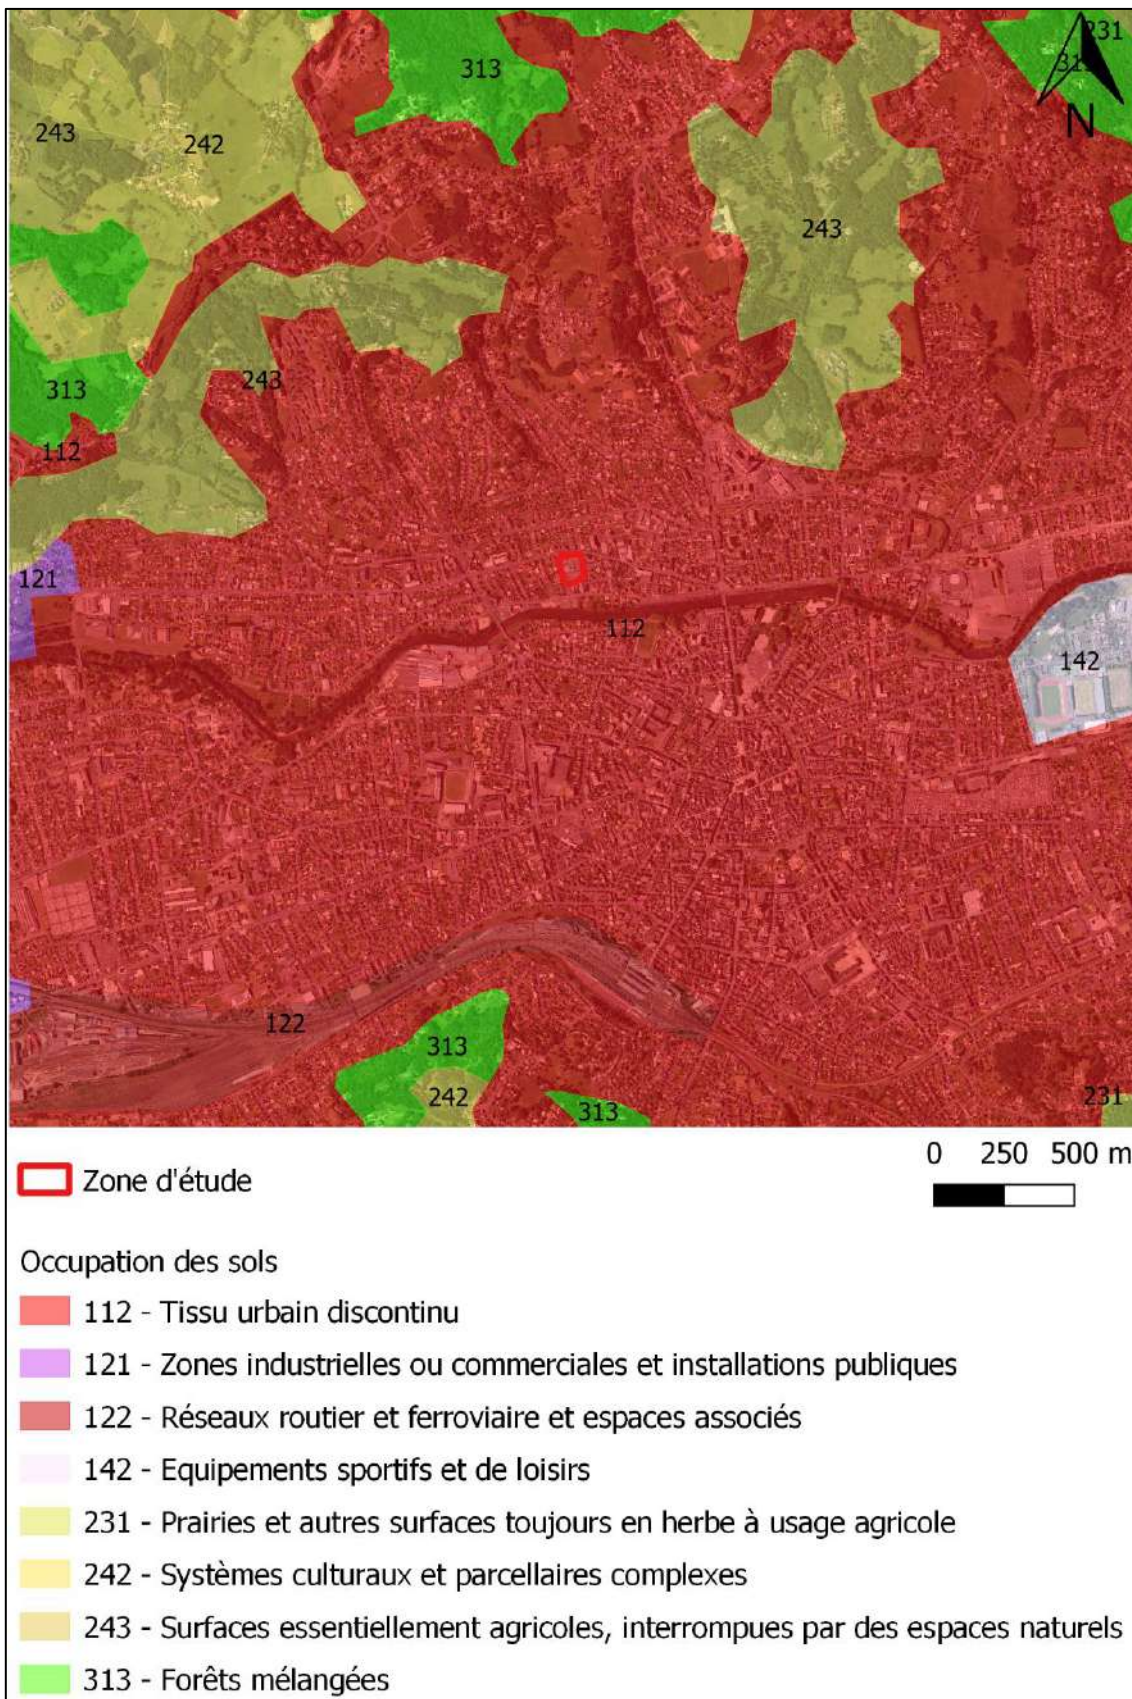 313
231
313
N
243
242
243
313
243
112
121
112
142
122
313
242
313
231
0 250 500 m
Zone d'étude
Occupation des sols
112 - Tissu urbain discontinu
121 - Zones industrielles ou commerciales et installations publiques
122 - Réseaux routier et ferroviaire et espaces associés
142 - Equipements sportifs et de loisirs
231 - Prairies et autres surfaces toujours en herbe à usage agricole
242 - Systèmes culturaux et parcellaires complexes
243 - Surfaces essentiellement agricoles, interrompues par des espaces naturels
313 - Forêts mélangées